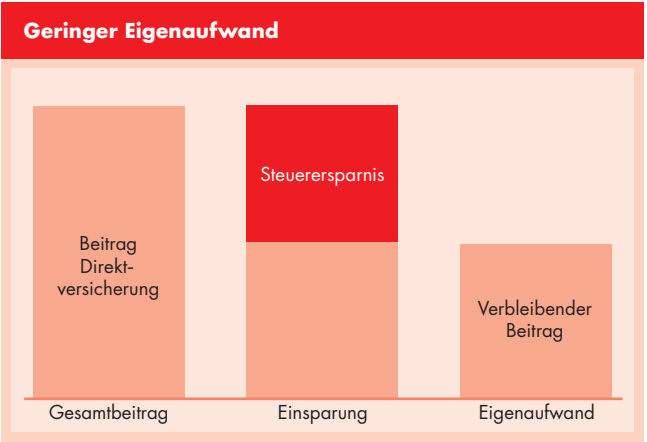 Geringer Eigenaufwand
Steuerersparnis
Beitrag
Direkt-
versicherung
Verbleibender
Beitrag
Gesamtbeitrag
Einsparung
Eigenaufwand